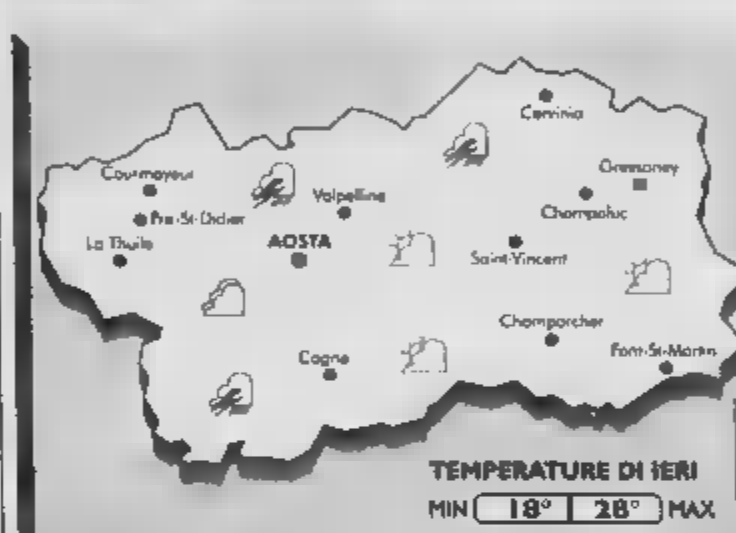 Cervinia
Courmayeur
Gressoney
Valpelline
Champoluc
Pre-St-Didier
La Thuile
AOSTA
Saint-Vincent
Champorcher
Cogne
Pont-St-Martin
TEMPERATURE DI IERI
MIN 18° 28° MAX